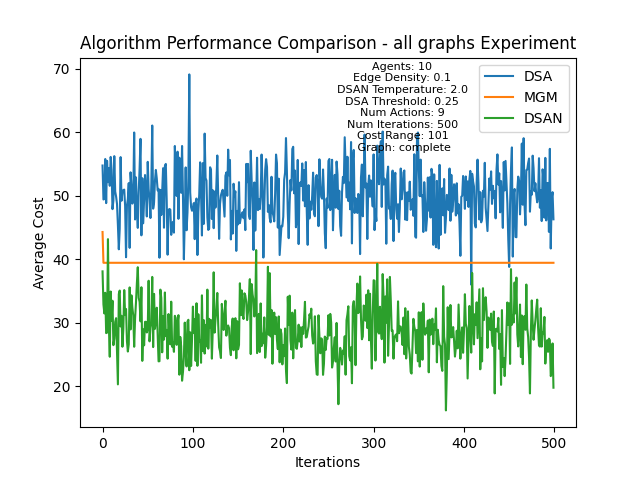 Algorithm Performance Comparison - all graphs Experiment
Agents: 10
Edge Density: 0.1
DSAN Temperature: 2.0
DSA Threshold: 0.25
Num Actions: 9
Num Iterations: 500
Cost Range: 101
Graph: complete
DSA
MGM
DSAN
70
60
50
40
30
20
Average Cost
0
100
200
300
400
500
Iterations